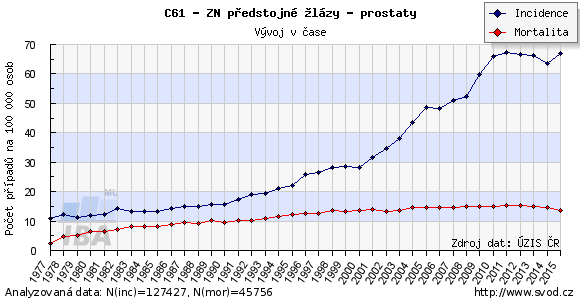 C61 - ZN předstojné žlázy - prostaty
Vývoj v čase
Incidence
Mortalita
Počet případů na 100 000 osob
70
60
50
40
30
20
10
0
ML
IBA
Zdroj dat: ÚZIS ČR
1977 1978 1979 1980 1981 1982 1983 1984 1985 1986 1987 1988 1989 1990 1991 1992 1993 1994 1995 1996 1997 1998 1999 2000 2001 2002 2003 2004 2005 2006 2007 2008 2009 2010 2011 2012 2013 2014 2015
Analyzovaná data: N(inc)=127427, N(mor)=45756
http://www.svod.cz